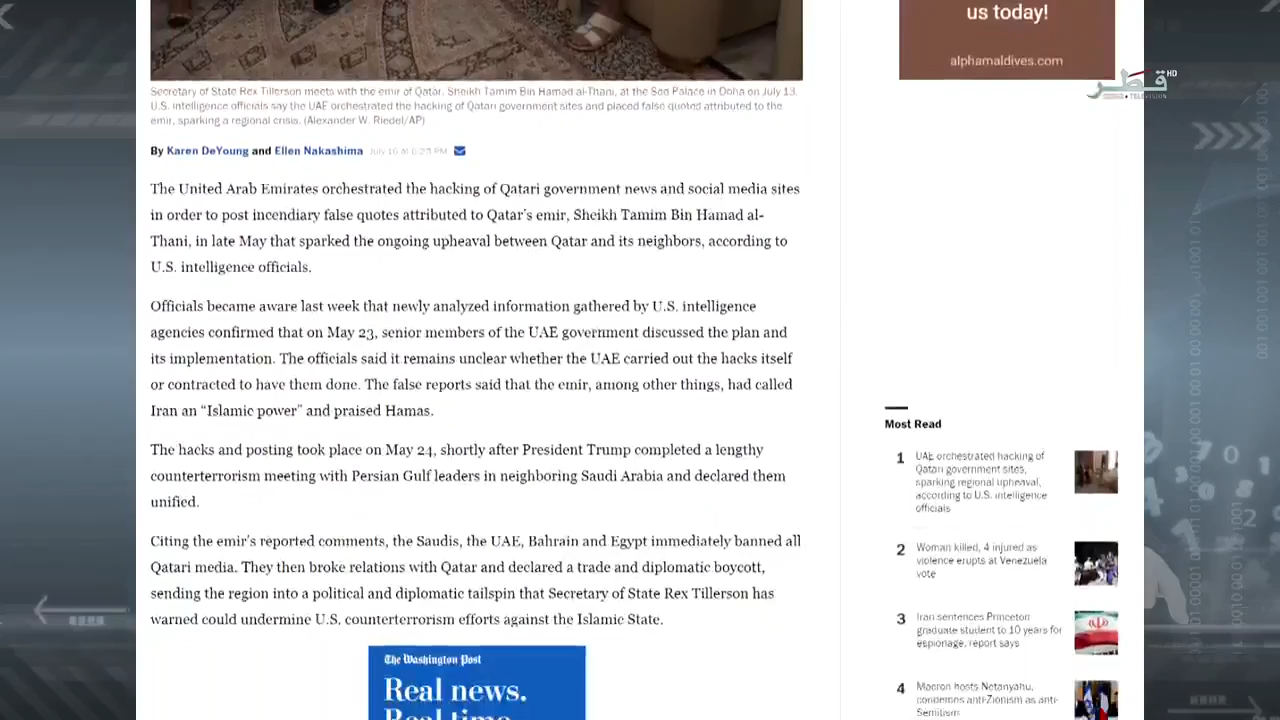 us today!
alphamaldives.com
قطر HD
TELEVISION
Secretary of State Rex Tillerson meets with the emir of Qatar, Sheikh Tamim Bin Hamad al-Thani, at the Sea Palace in Doha on July 13.
U.S. intelligence officials say the UAE orchestrated the hacking of Qatari government sites and placed false quoted attributed to the
emir, sparking a regional crisis. (Alexander W. Riedel/AP)
By Karen DeYoung and Ellen Nakashima July 16 at PM
The United Arab Emirates orchestrated the hacking of Qatari government news and social media sites
in order to post incendiary false quotes attributed to Qatar's emir, Sheikh Tamim Bin Hamad al-
Thani, in late May that sparked the ongoing upheaval between Qatar and its neighbors, according to
U.S. intelligence officials.
Officials became aware last week that newly analyzed information gathered by U.S. intelligence
agencies confirmed that on May 23, senior members of the UAE government discussed the plan and
its implementation. The officials said it remains unclear whether the UAE carried out the hacks itself
or contracted to have them done. The false reports said that the emir, among other things, had called
Iran an “Islamic power” and praised Hamas.
The hacks and posting took place on May 24, shortly after President Trump completed a lengthy
counterterrorism meeting with Persian Gulf leaders in neighboring Saudi Arabia and declared them
unified.
Citing the emir's reported comments, the Saudis, the UAE, Bahrain and Egypt immediately banned all
Qatari media. They then broke relations with Qatar and declared a trade and diplomatic boycott,
sending the region into a political and diplomatic tailspin that Secretary of State Rex Tillerson has
warned could undermine U.S. counterterrorism efforts against the Islamic State.
The Washington Post
Real news.
Real time.
Most Read
1 UAE orchestrated hacking of
Qatari government sites,
sparking regional upheaval,
according to U.S. intelligence
officials
2 Woman killed, 4 injured as
violence erupts at Venezuela
vote
3 Iran sentences Princeton
graduate student to 10 years for
espionage, report says
4 Macron hosts Netanyahu,
condemns anti-Zionism as anti-
Semitism